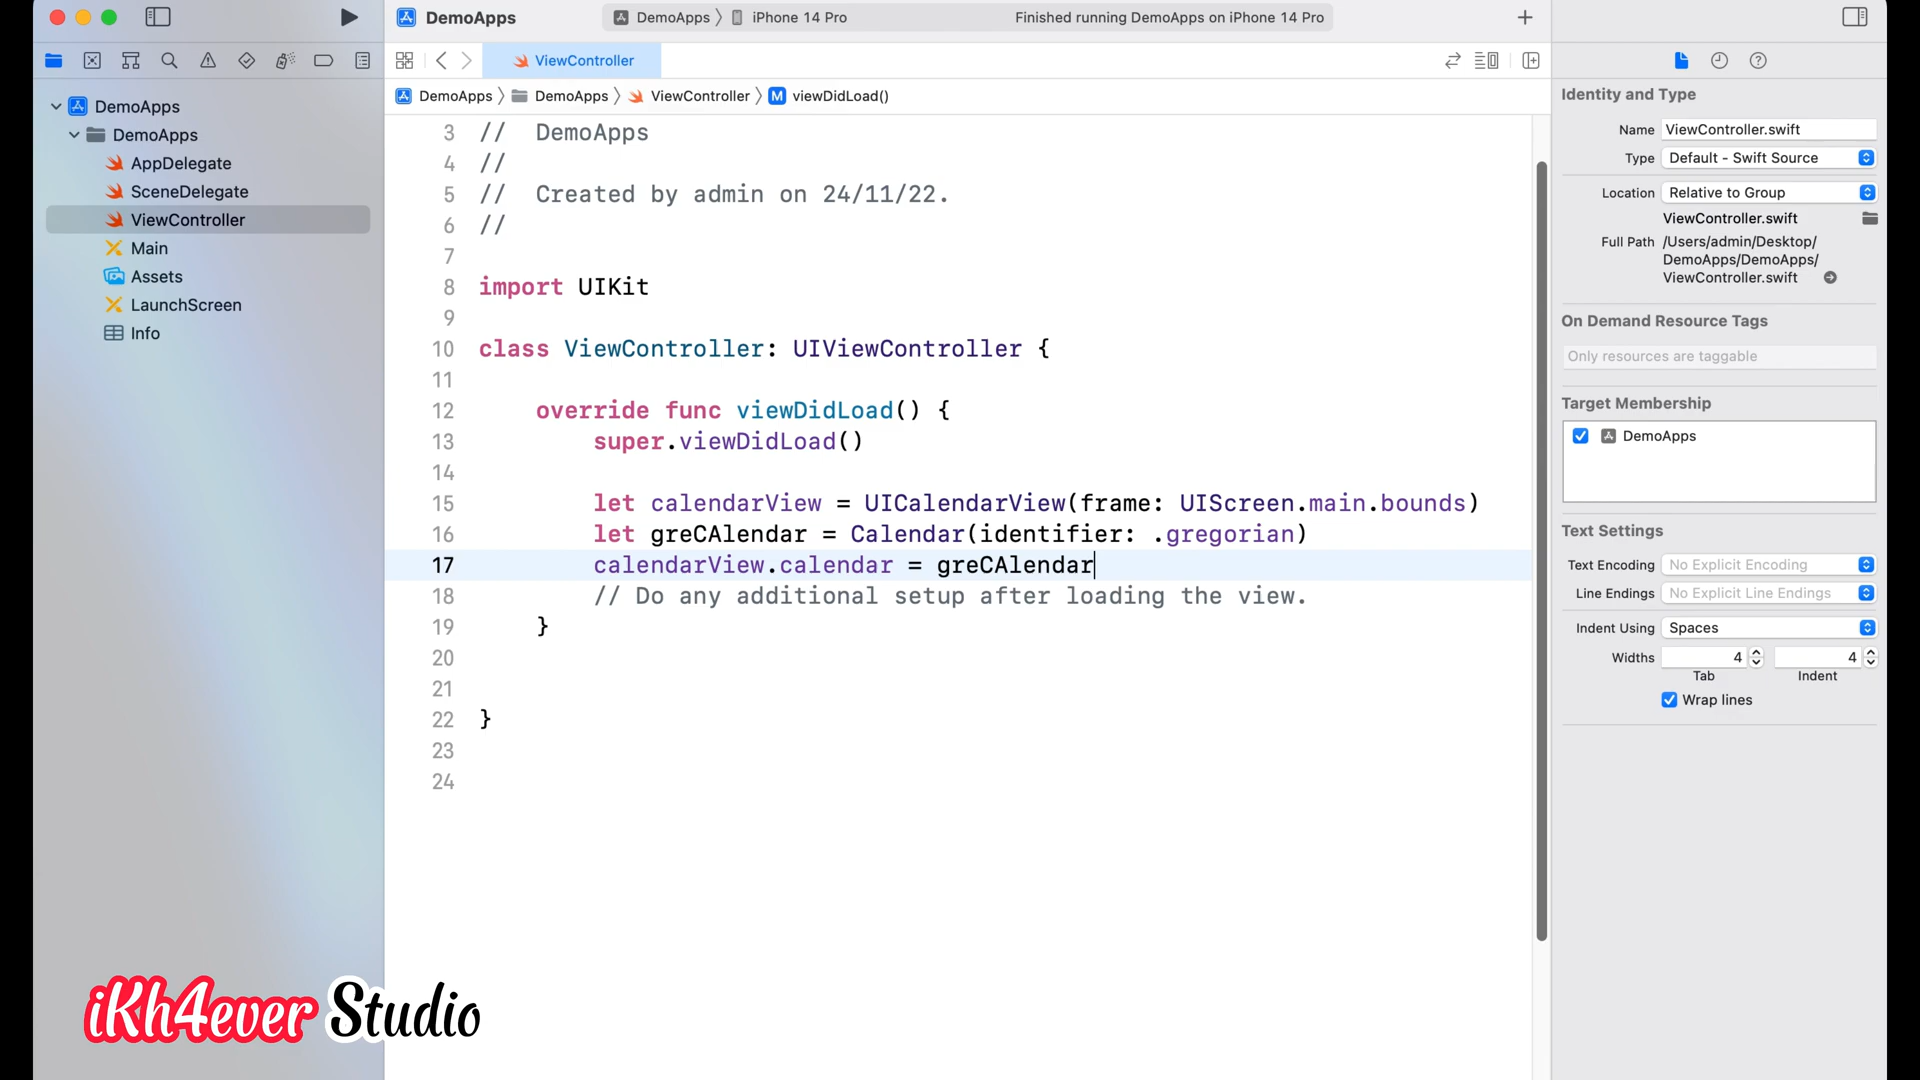 DemoApps
DemoApps 〉 iPhone 14 Pro
Finished running DemoApps on iPhone 14 Pro
ViewController
DemoApps 〉 DemoApps 〉 ViewController 〉 M viewDidLoad()
DemoApps
DemoApps
AppDelegate
SceneDelegate
ViewController
Main
Assets
LaunchScreen
Info
3 //  DemoApps
4 //
5 //  Created by admin on 24/11/22.
6 //
7
8 import UIKit
9
10 class ViewController: UIViewController {
11
12     override func viewDidLoad() {
13         super.viewDidLoad()
14
15         let calendarView = UICalendarView(frame: UIScreen.main.bounds)
16         let greCAlendar = Calendar(identifier: .gregorian)
17         calendarView.calendar = greCAlendar
18         // Do any additional setup after loading the view.
19     }
20
21
22 }
23
24
Identity and Type
Name ViewController.swift
Type Default - Swift Source
Location Relative to Group
ViewController.swift
Full Path /Users/admin/Desktop/
DemoApps/DemoApps/
ViewController.swift
On Demand Resource Tags
Only resources are taggable
Target Membership
DemoApps
Text Settings
Text Encoding No Explicit Encoding
Line Endings No Explicit Line Endings
Indent Using Spaces
Widths 4 4
Tab Indent
Wrap lines
iKh4ever Studio